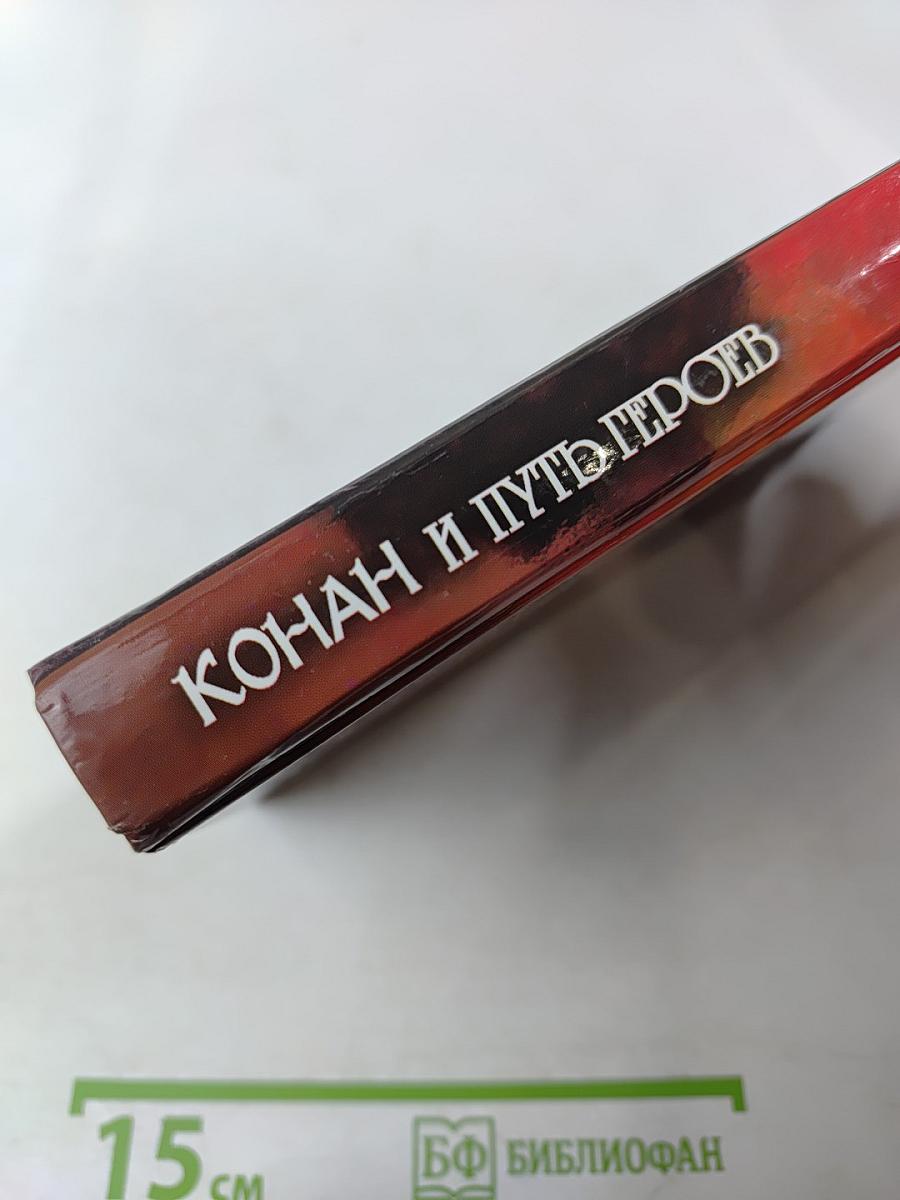 КОНАН И ПУТЬ ГЕРОЕВ
15 см
БФ БИБЛИОФАН